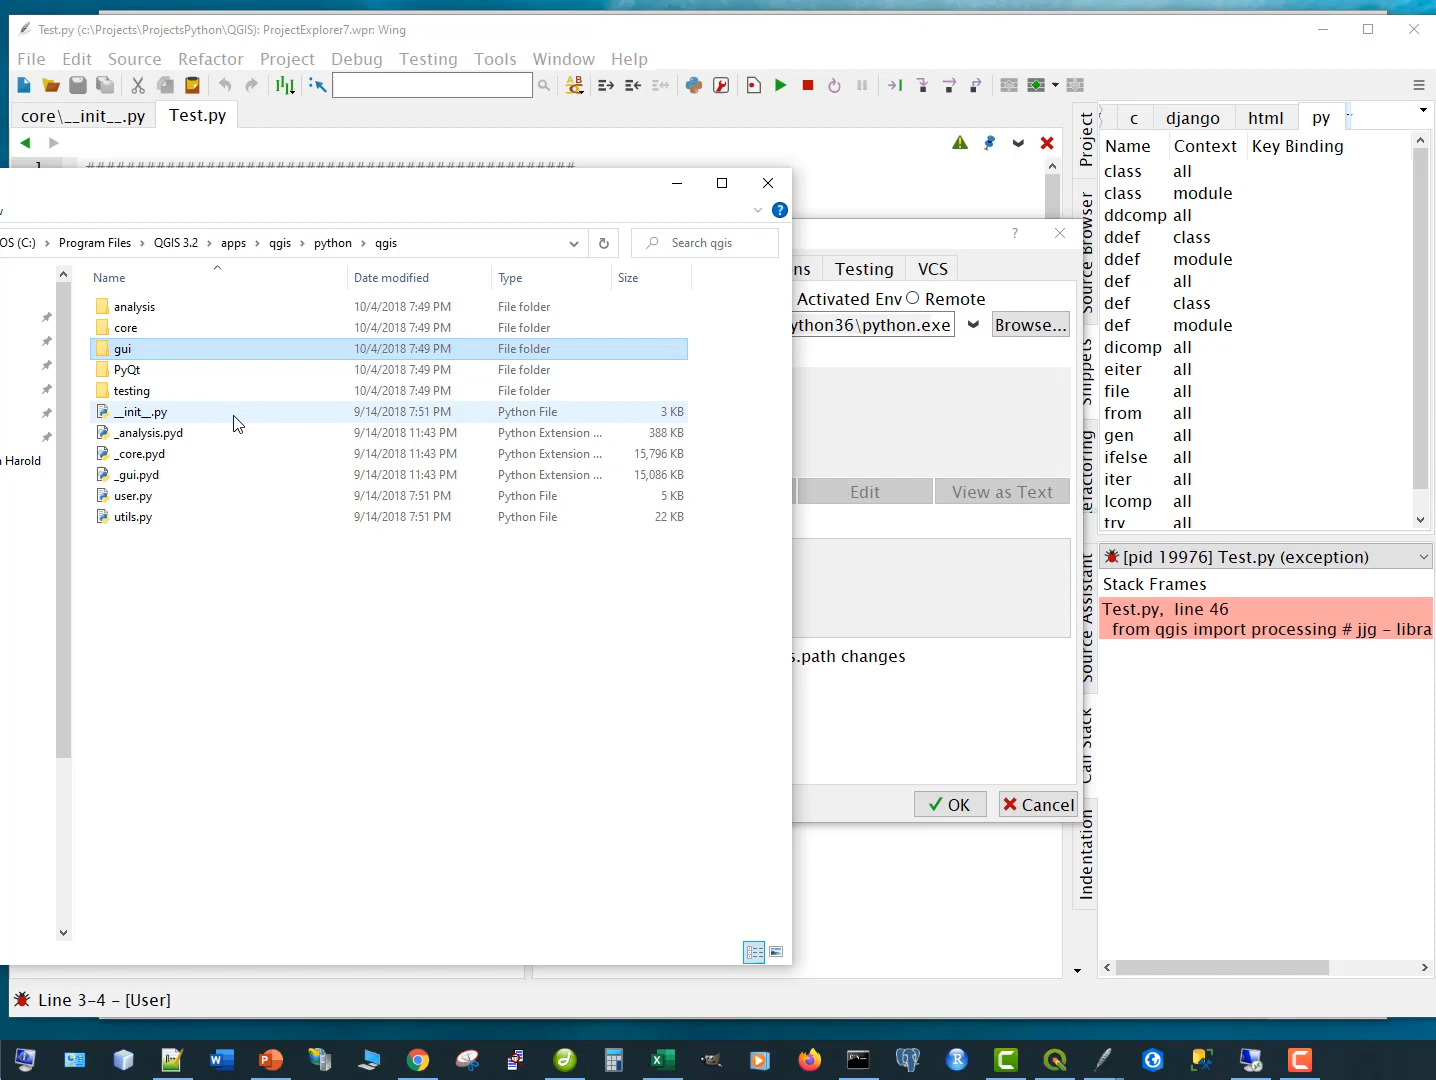 Test.py (c:\Projects\ProjectsPython\QGIS): ProjectExplorer7.wpr: Wing
File Edit Source Refactor Project Debug Testing Tools Window Help
core\__init__.py Test.py
1 ################################################
OS (C:) > Program Files > QGIS 3.2 > apps > qgis > python > qgis
Search qgis
Name Date modified Type Size
analysis 10/4/2018 7:49 PM File folder
core 10/4/2018 7:49 PM File folder
gui 10/4/2018 7:49 PM File folder
PyQt 10/4/2018 7:49 PM File folder
testing 10/4/2018 7:49 PM File folder
__init__.py 9/14/2018 7:51 PM Python File 3 KB
_analysis.pyd 9/14/2018 11:43 PM Python Extension ... 388 KB
_core.pyd 9/14/2018 11:43 PM Python Extension ... 15,796 KB
_gui.pyd 9/14/2018 11:43 PM Python Extension ... 15,086 KB
user.py 9/14/2018 7:51 PM Python File 5 KB
utils.py 9/14/2018 7:51 PM Python File 22 KB
Harold
ns Testing VCS
Activated Env Remote
ython36\python.exe Browse...
Edit View as Text
s.path changes
OK Cancel
Project
Source Browser
Snippets
efactoring
Source Assistant
Call Stack
Indentation
c django html py
Name Context Key Binding
class all
class module
ddcomp all
ddef class
ddef module
def all
def class
def module
dicomp all
eiter all
file all
from all
gen all
ifelse all
iter all
lcomp all
try all
[pid 19976] Test.py (exception)
Stack Frames
Test.py, line 46
from qgis import processing # jjg - libra
Line 3-4 - [User]